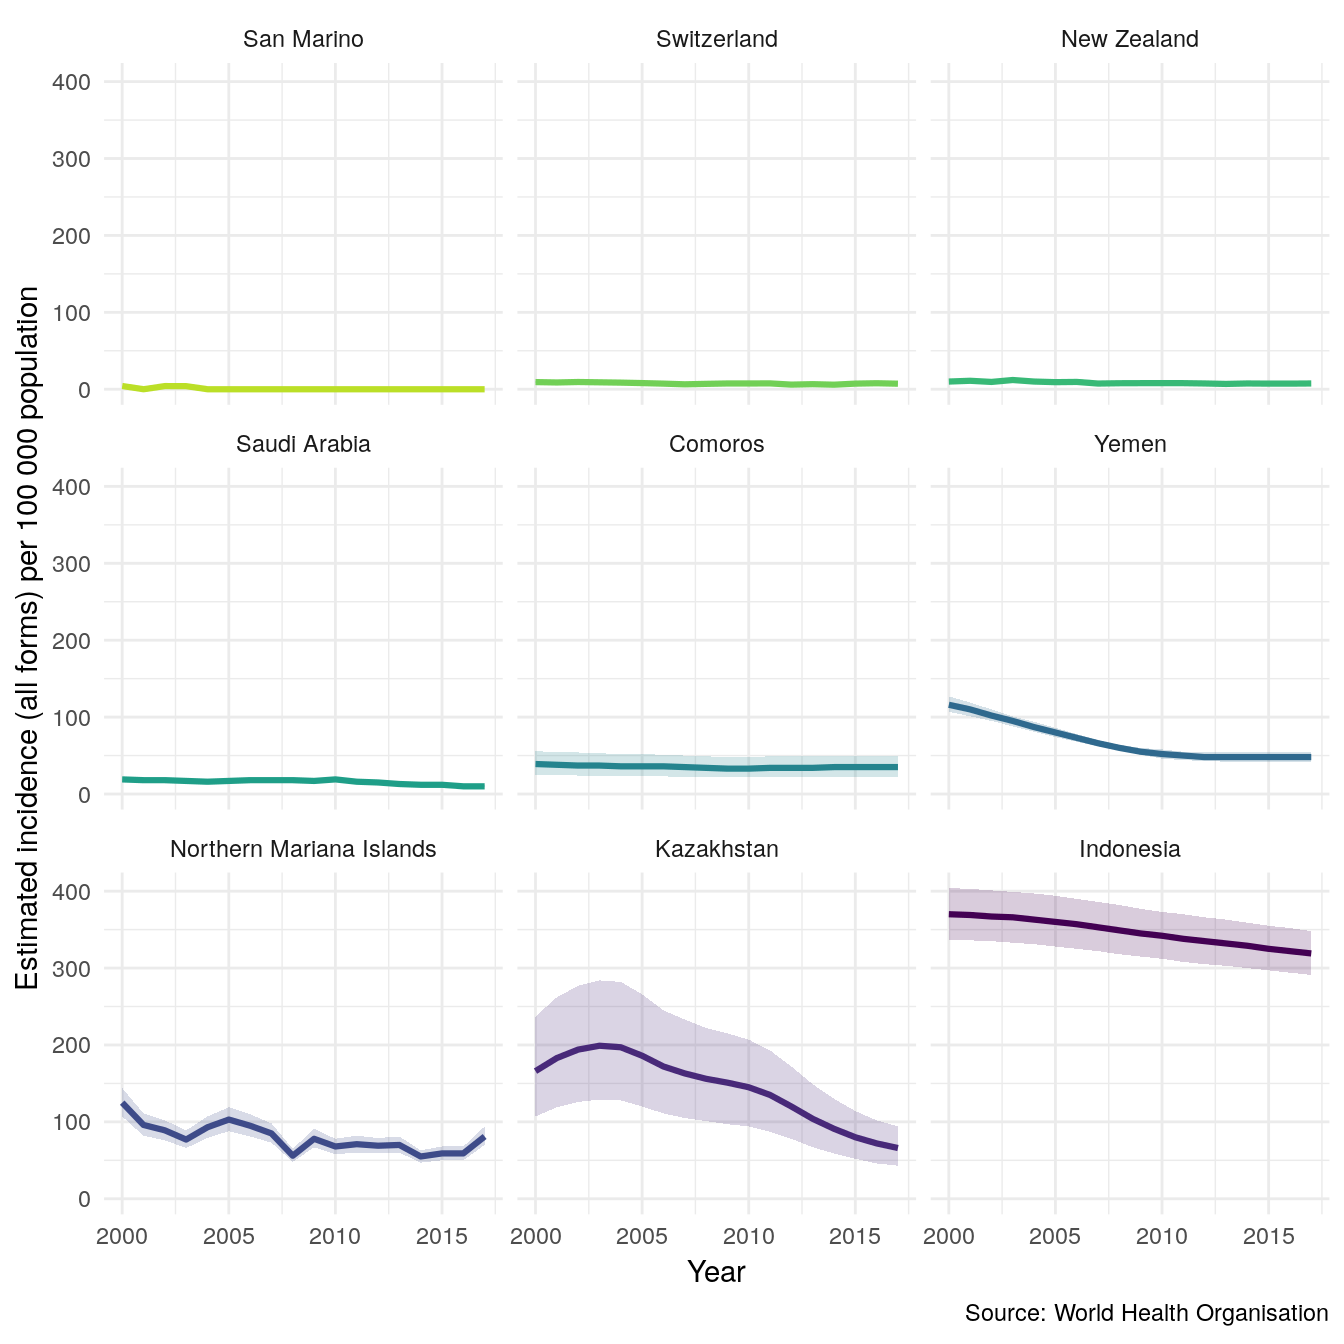 San Marino
Switzerland
New Zealand
400
300
200
100
0
Saudi Arabia
Comoros
Yemen
400
300
200
100
0
Northern Mariana Islands
Kazakhstan
Indonesia
400
300
200
100
0
2000 2005 2010 2015
2000 2005 2010 2015
2000 2005 2010 2015
Estimated incidence (all forms) per 100 000 population
Year
Source: World Health Organisation